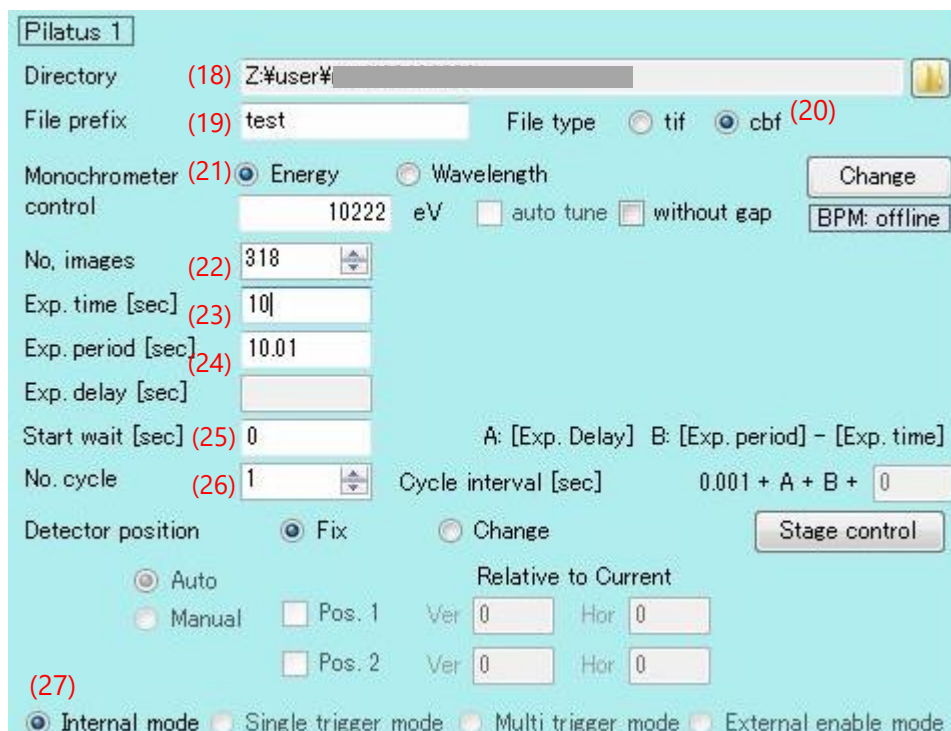 Pilatus 1
Directory (18) Z:¥user¥
File prefix (19) test File type tif cbf (20)
Monochrometer control (21) Energy Wavelength Change
10222 eV auto tune without gap BPM: offline
No, images (22) 318
Exp. time [sec] (23) 10
Exp. period [sec] (24) 10.01
Exp. delay [sec]
Start wait [sec] (25) 0 A: [Exp. Delay] B: [Exp. period] - [Exp. time]
No. cycle (26) 1 Cycle interval [sec] 0.001 + A + B + 0
Detector position Fix Change Stage control
Auto Relative to Current
Manual Pos. 1 Ver 0 Hor 0
Pos. 2 Ver 0 Hor 0
(27)
Internal mode Single trigger mode Multi trigger mode External enable mode